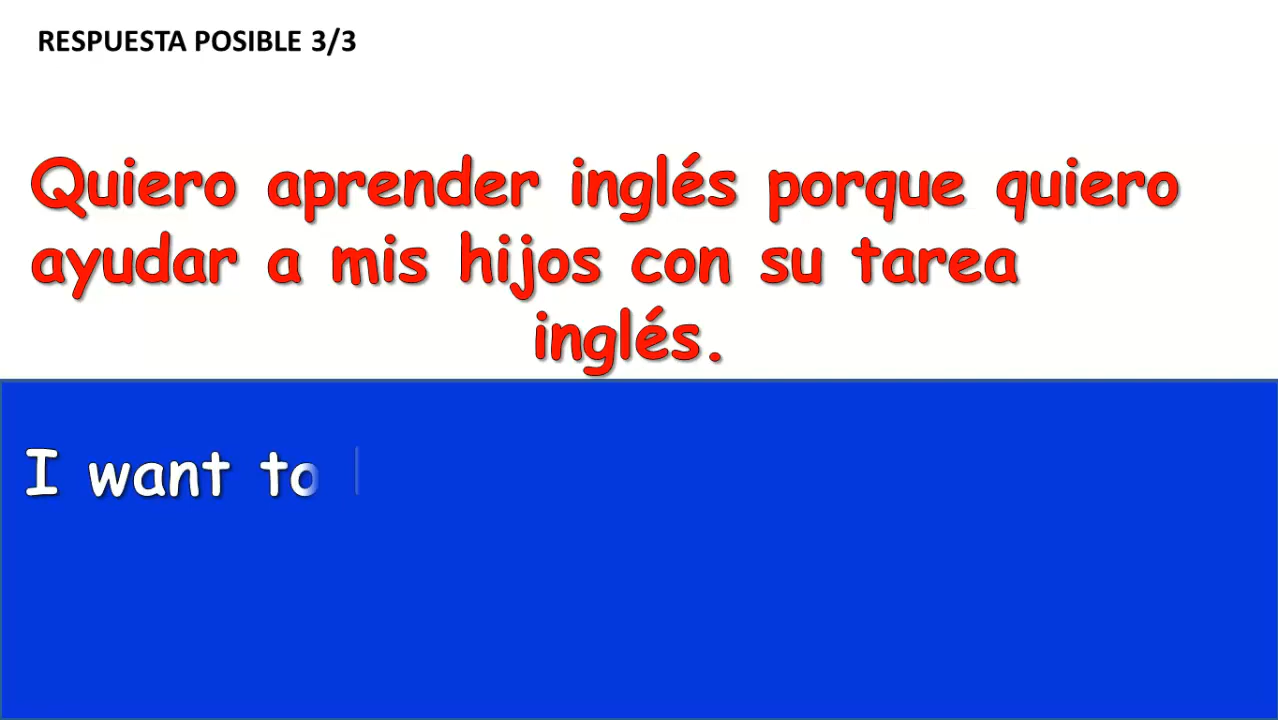 RESPUESTA POSIBLE 3/3
Quiero aprender inglés porque quiero
ayudar a mis hijos con su tarea
inglés.
I want to